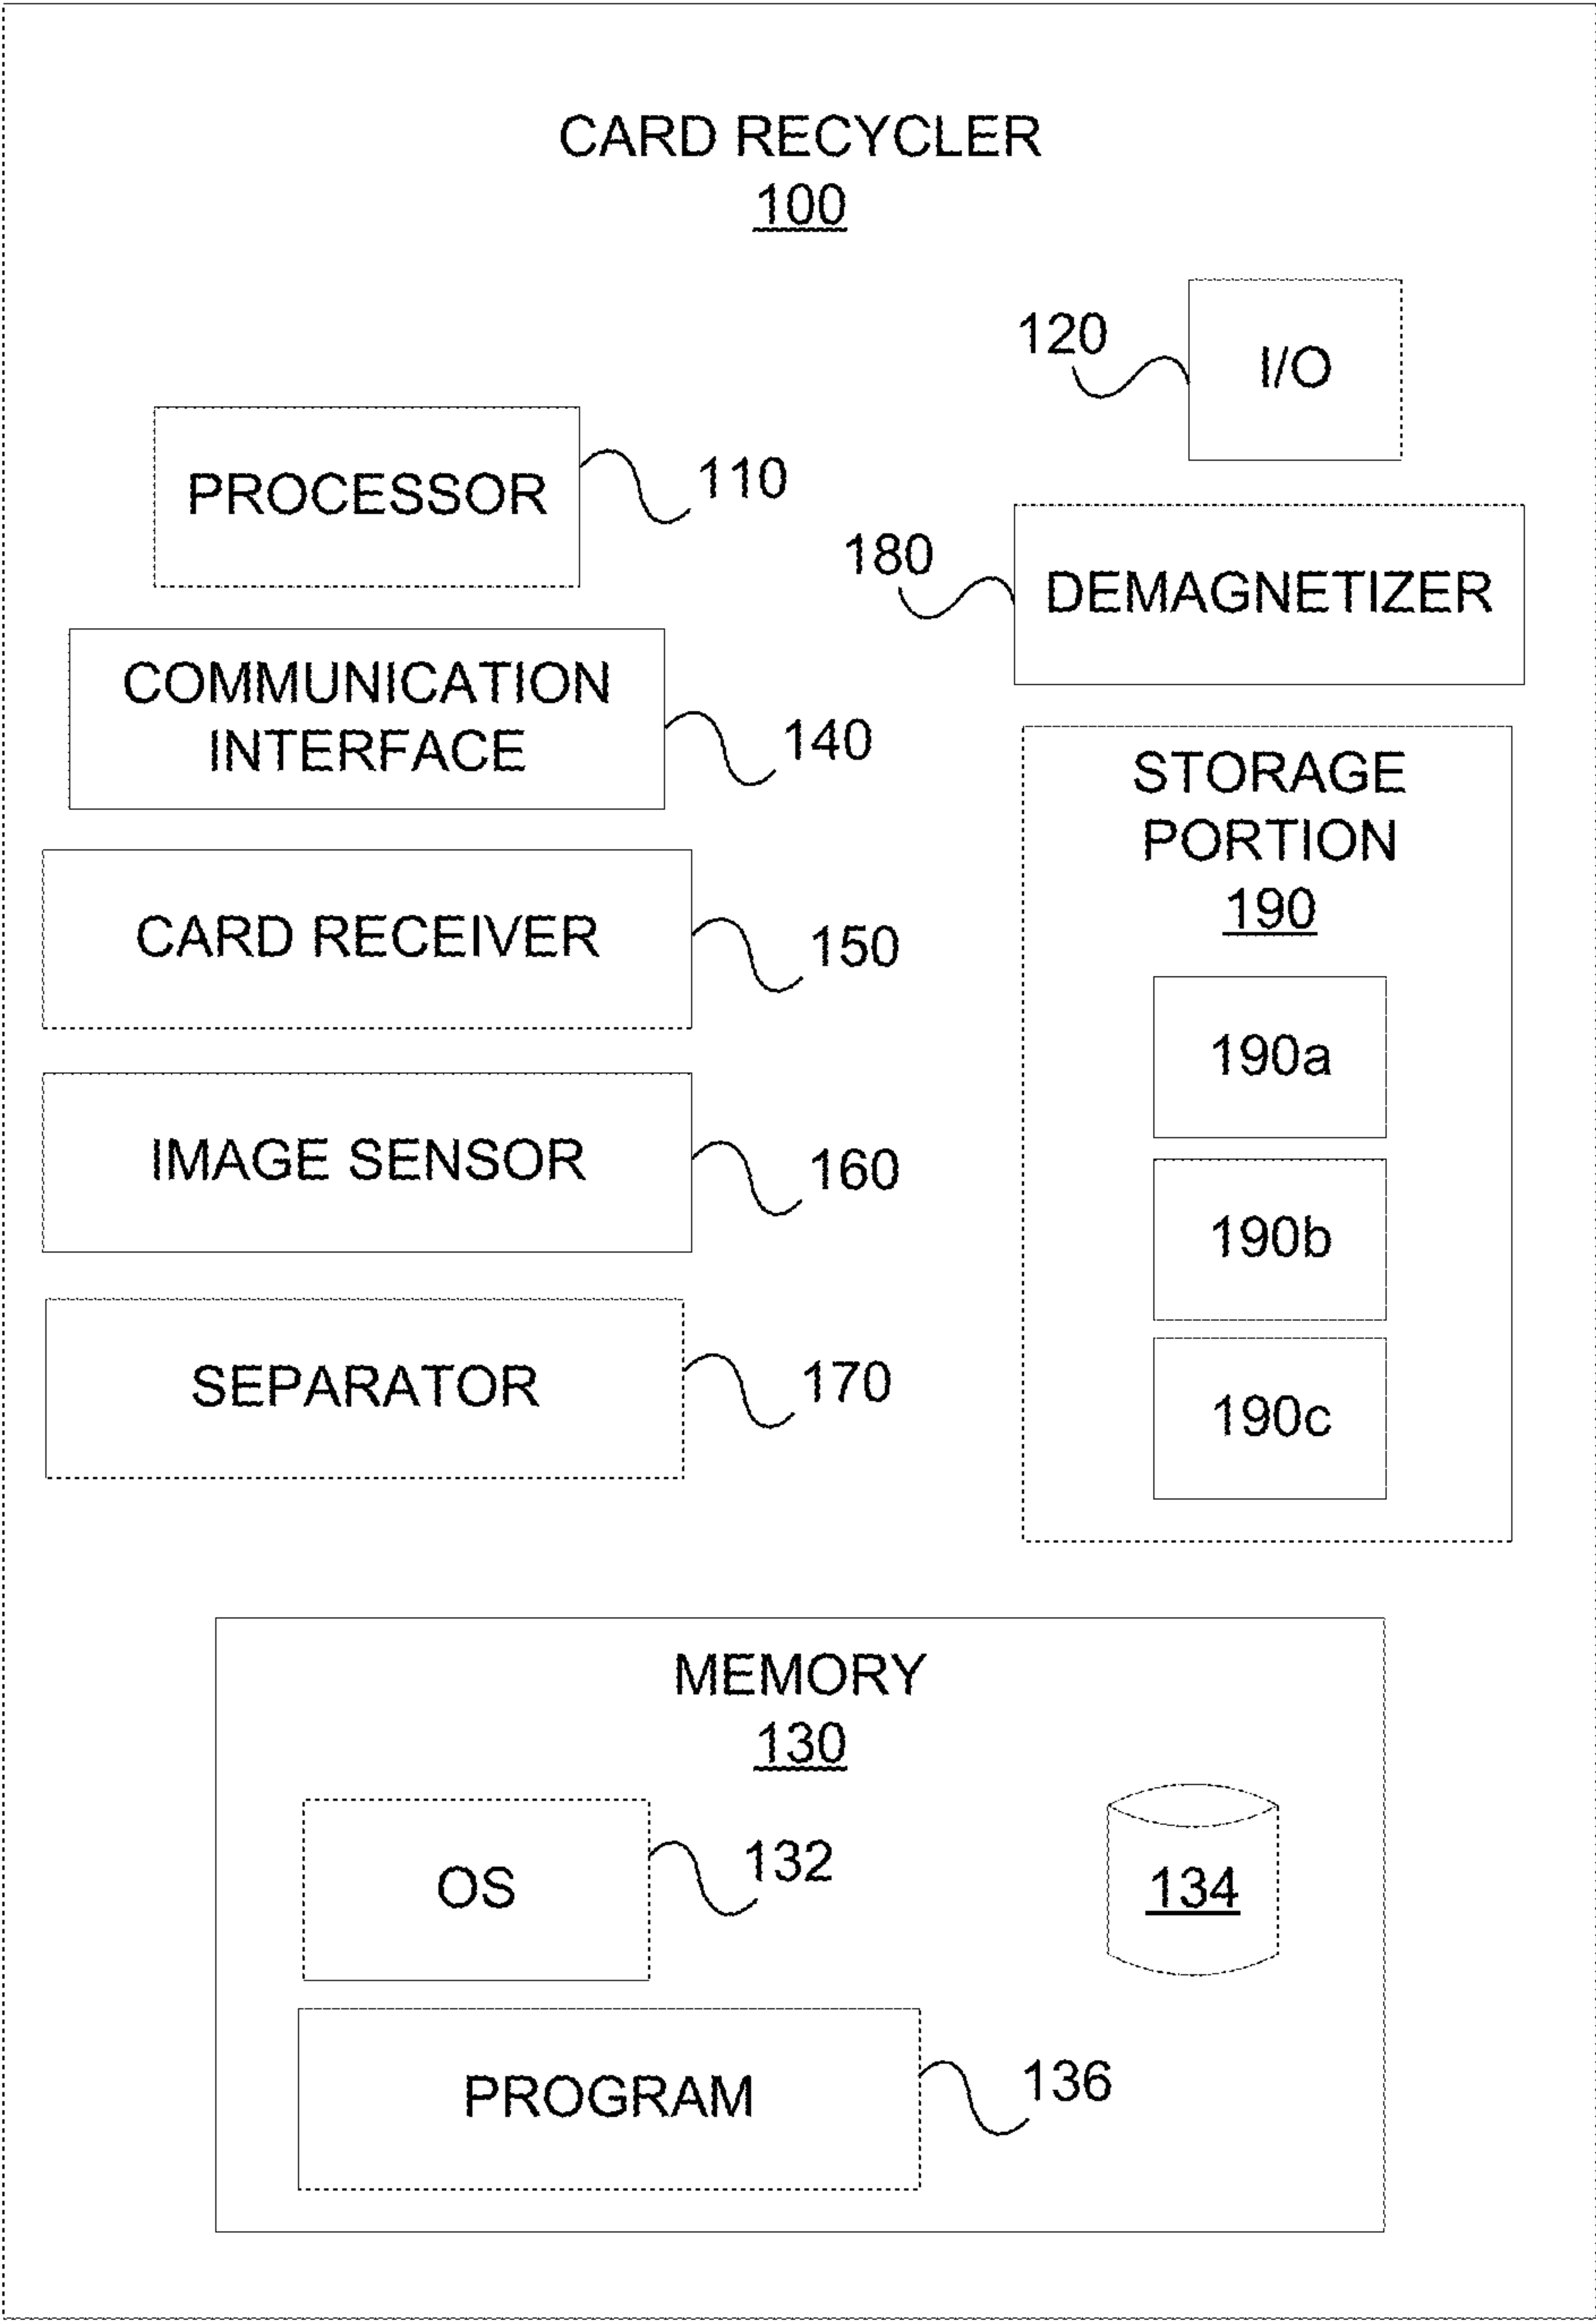 CARD RECYCLER
100
120
I/O
PROCESSOR
110
180
DEMAGNETIZER
COMMUNICATION
INTERFACE
140
STORAGE
PORTION
190
CARD RECEIVER
150
190a
IMAGE SENSOR
160
190b
SEPARATOR
170
190c
MEMORY
130
OS
132
134
PROGRAM
136